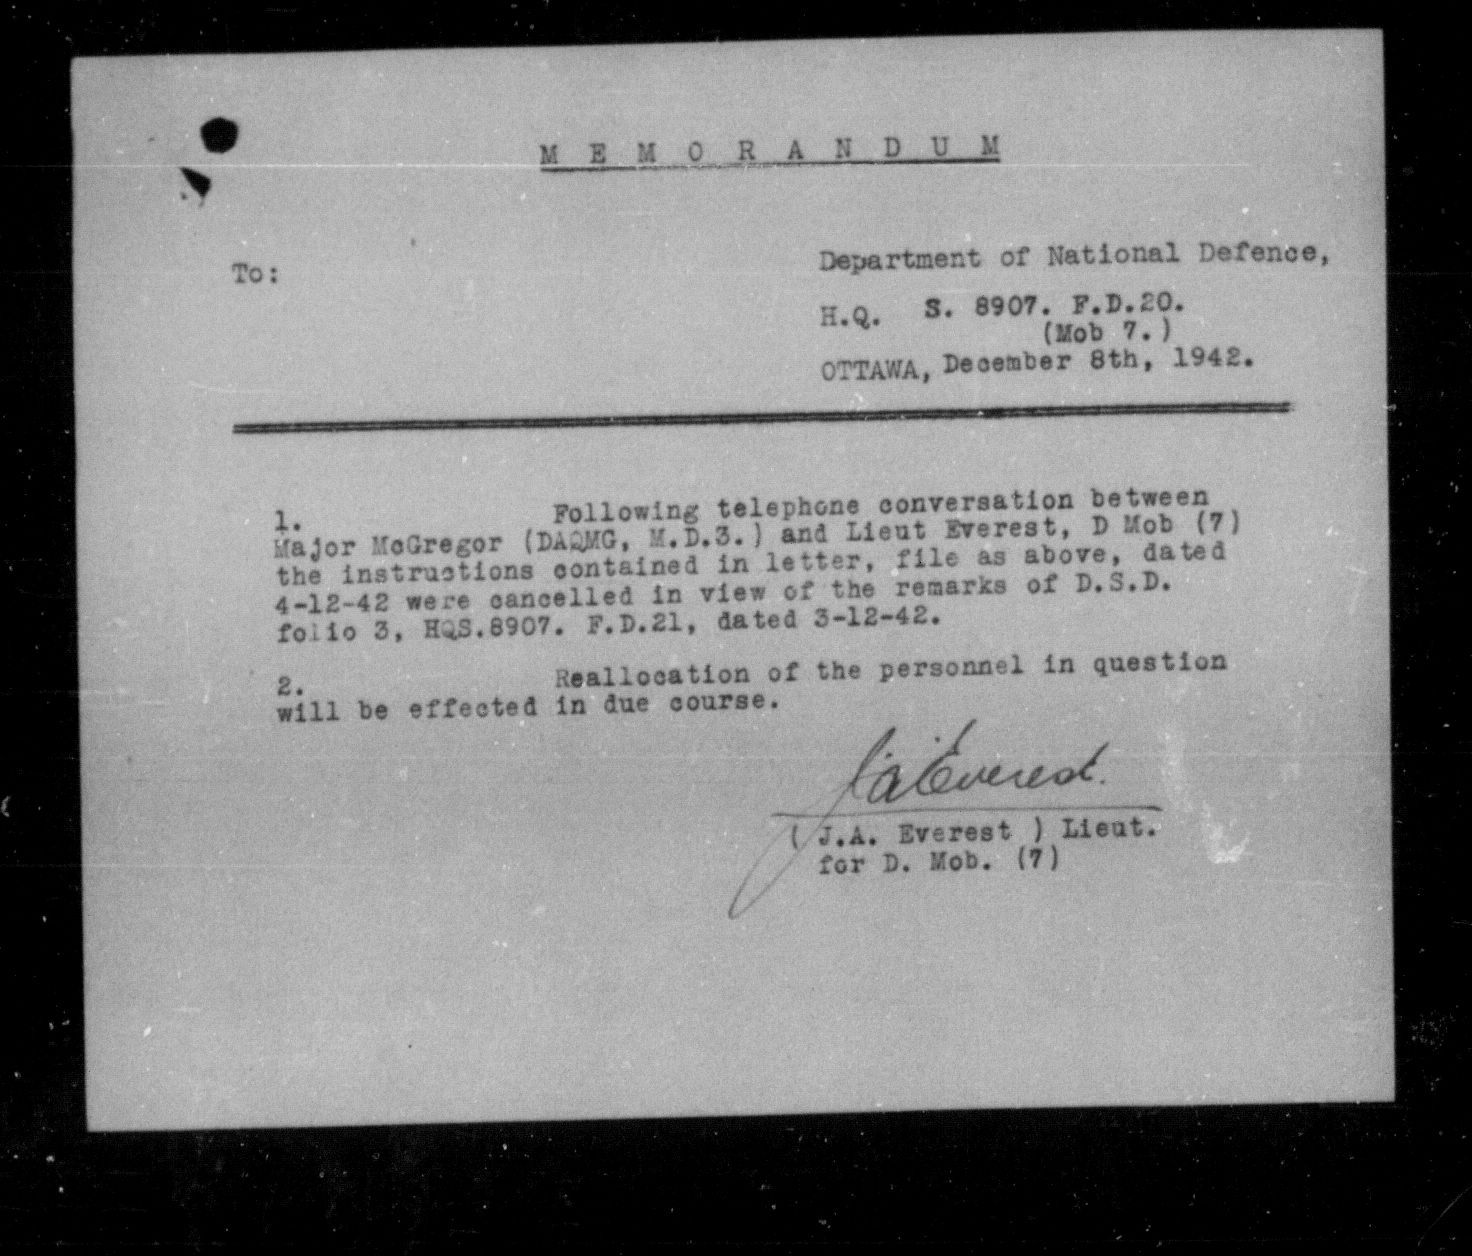 M E M O R A N D U M
To:
Department of National Defence,
H.Q. S. 8907. F.D.20.
(Mob 7.)
OTTAWA, December 8th, 1942.
1. Following telephone conversation between
Major McGregor (DAQMG, M.D.3.) and Lieut Everest, D Mob (7)
the instructions contained in letter, file as above, dated
4-12-42 were cancelled in view of the remarks of D.S.D.
folio 3, HQS.8907. F.D.21, dated 3-12-42.
2. Reallocation of the personnel in question
will be effected in due course.
J.A. Everest.
( J.A. Everest ) Lieut.
for D. Mob. (7)